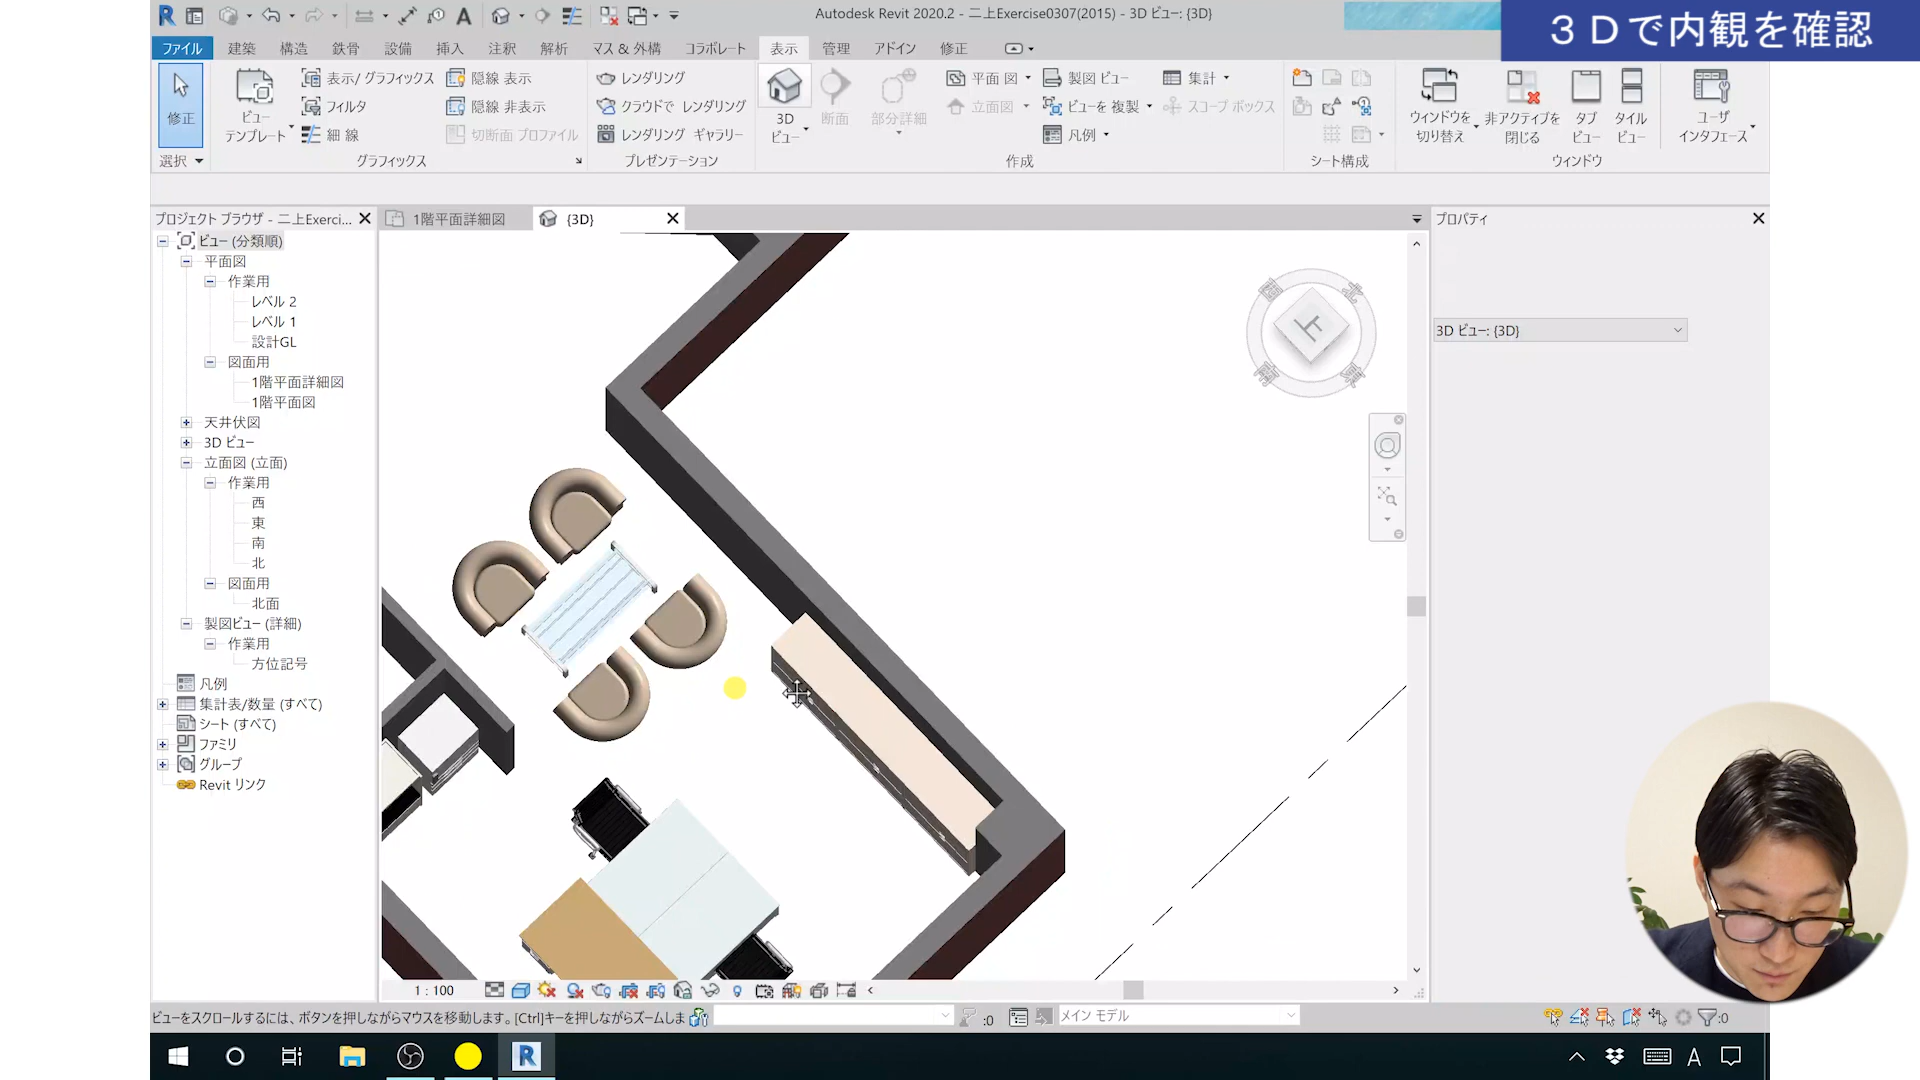 Autodesk Revit 2020.2 - 二上Exercise0307(2015) - 3D ビュー: {3D}
3Dで内観を確認
ファイル 建築 構造 鉄骨 設備 挿入 注釈 解析 マス & 外構 コラボレート 表示 管理 アドイン 修正
修正
選択
ビュー
テンプレート
表示/ グラフィックス
フィルタ
細 線
隠線 表示
隠線 非表示
切断面 プロファイル
グラフィックス
レンダリング
クラウドで レンダリング
レンダリング ギャラリー
プレゼンテーション
3D
ビュー
断面
部分詳細
平面 図
立面図
製図 ビュー
ビューを 複製
凡例
集計
スコープ ボックス
作成
シート構成
ウィンドウを
切り替え
非アクティブを
閉じる
タブ
ビュー
タイル
ビュー
ウィンドウ
ユーザ
インタフェース
プロジェクト ブラウザ - 二上Exerci...
1階平面詳細図
{3D}
プロパティ
3D ビュー: {3D}
ビュー (分類順)
平面図
作業用
レベル 2
レベル 1
設計GL
図面用
1階平面詳細図
1階平面図
天井伏図
3D ビュー
立面図 (立面)
作業用
西
東
南
北
図面用
北面
製図ビュー (詳細)
作業用
方位記号
凡例
集計表/数量 (すべて)
シート (すべて)
ファミリ
グループ
Revit リンク
上
北
東
南
西
1 : 100
ビューをスクロールするには、ボタンを押しながらマウスを移動します。[Ctrl]キーを押しながらズームしま
:0
メイン モデル
:0
A